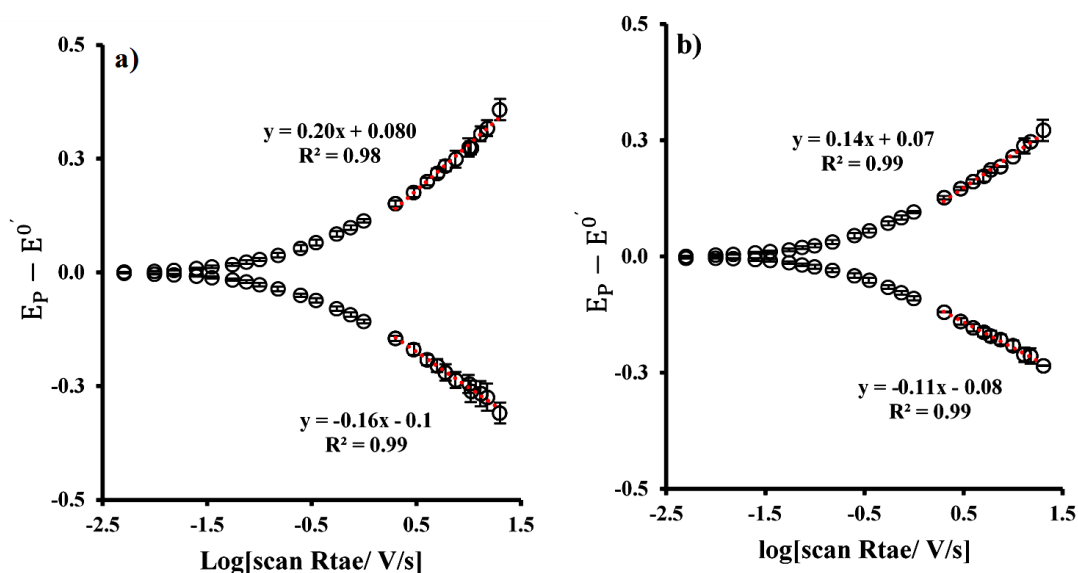 a)
0.5
0.3
0.0
-0.3
-0.5
E_P − E^0′
y = 0.20x + 0.080
R² = 0.98
y = -0.16x - 0.1
R² = 0.99
-2.5 -1.5 -0.5 0.5 1.5
Log[scan Rtae/ V/s]
b)
0.5
0.3
0.0
-0.3
-0.5
E_P − E^0′
y = 0.14x + 0.07
R² = 0.99
y = -0.11x - 0.08
R² = 0.99
-2.5 -1.5 -0.5 0.5 1.5
log[scan Rtae/ V/s]